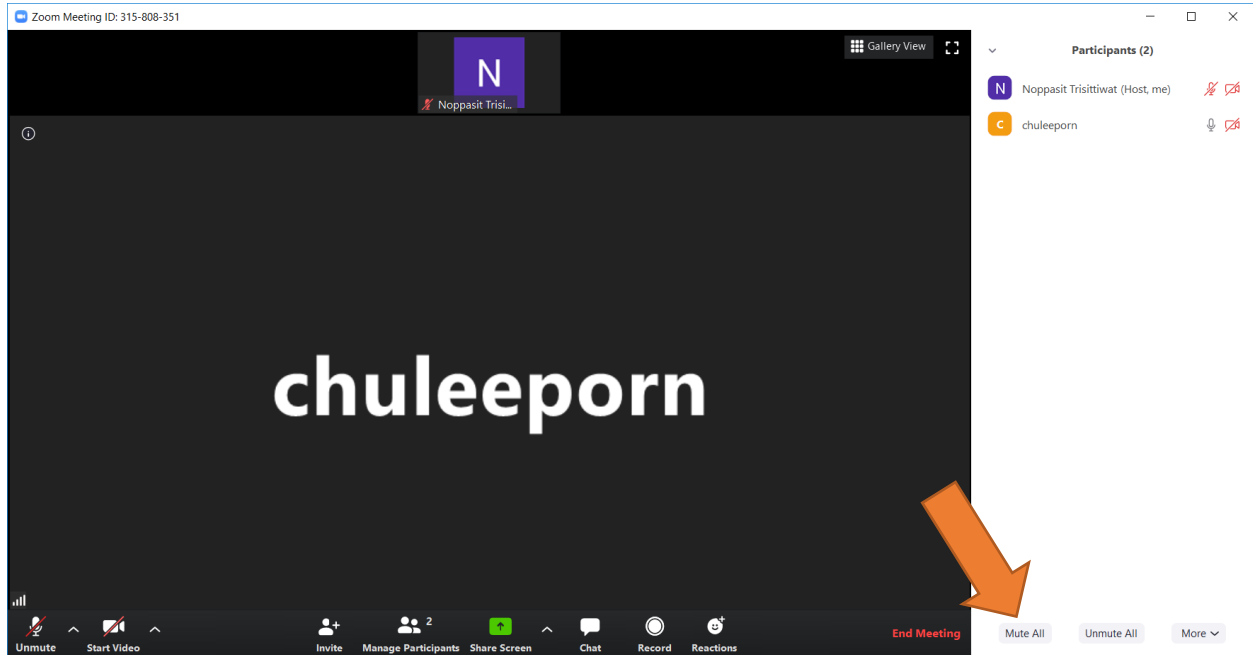 Zoom Meeting ID: 315-808-351
N
Noppasit Trisi...
Gallery View
Participants (2)
N Noppasit Trisittiwat (Host, me)
C chuleeporn
chuleeporn
Unmute
Start Video
Invite
Manage Participants 2
Share Screen
Chat
Record
Reactions
End Meeting
Mute All
Unmute All
More